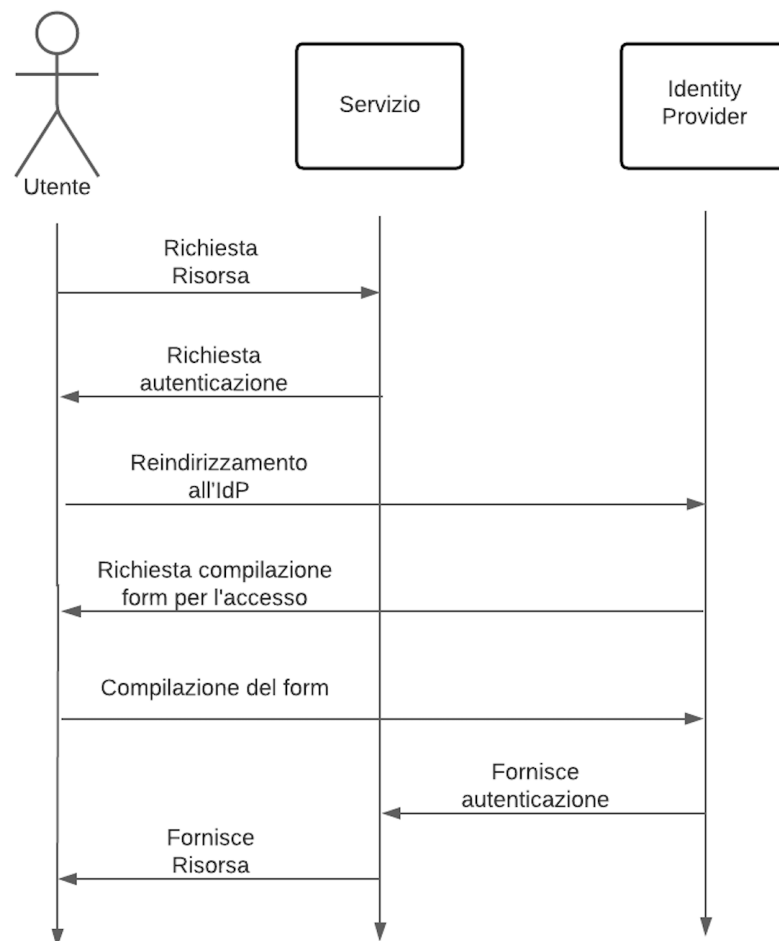 Servizio
Identity
Provider
Utente
Richiesta
Risorsa
Richiesta
autenticazione
Reindirizzamento
all'IdP
Richiesta compilazione
form per l'accesso
Compilazione del form
Fornisce
autenticazione
Fornisce
Risorsa